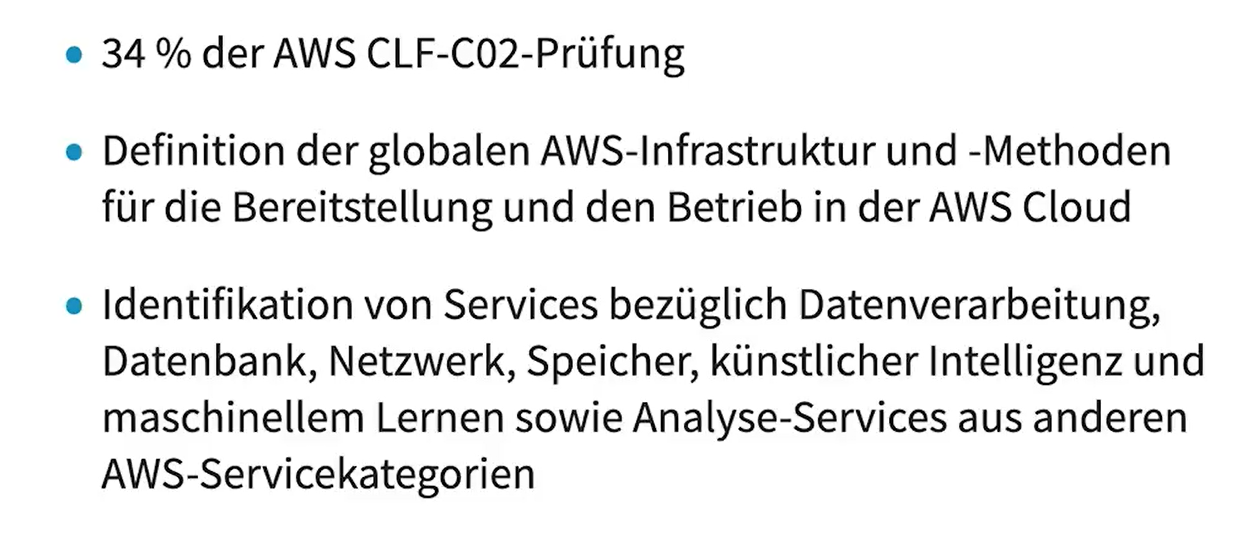 34 % der AWS CLF-C02-Prüfung
Definition der globalen AWS-Infrastruktur und -Methoden
für die Bereitstellung und den Betrieb in der AWS Cloud
Identifikation von Services bezüglich Datenverarbeitung,
Datenbank, Netzwerk, Speicher, künstlicher Intelligenz und
maschinellem Lernen sowie Analyse-Services aus anderen
AWS-Servicekategorien